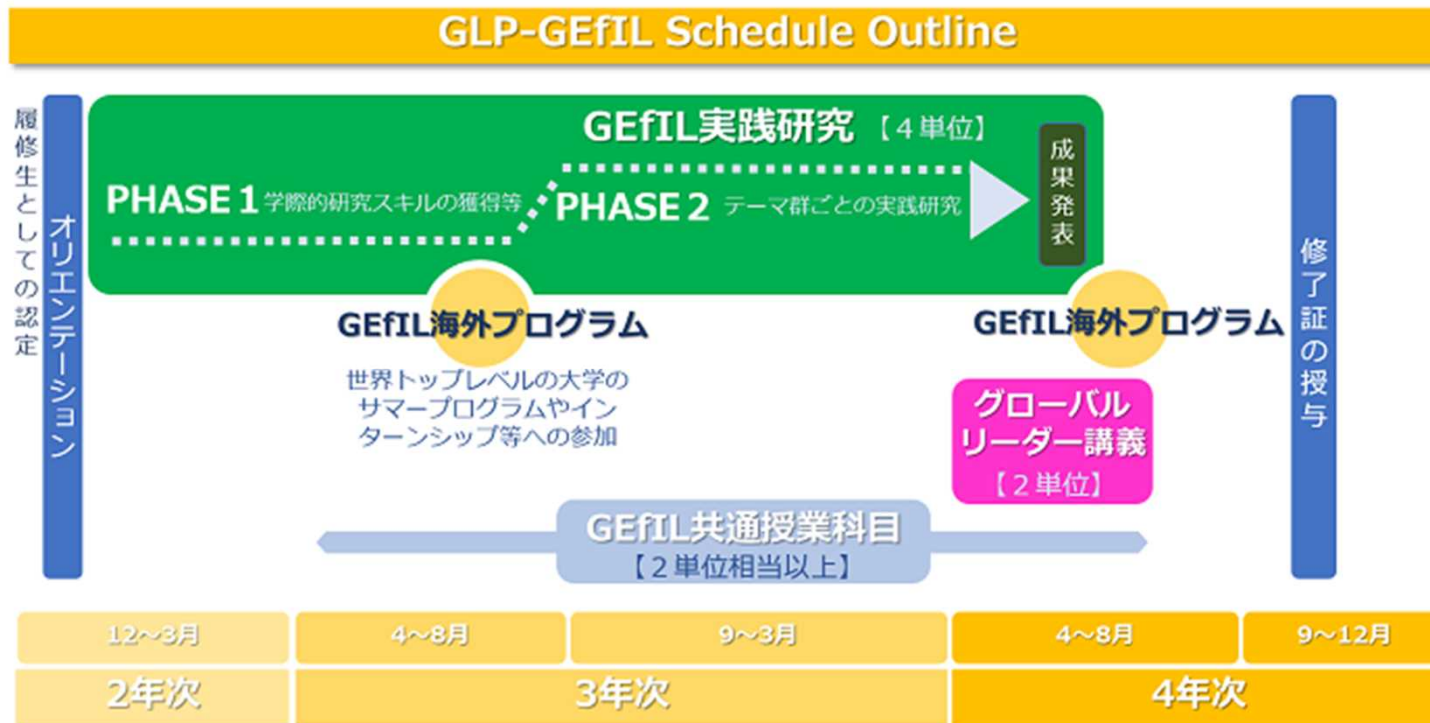 GLP-GEfIL Schedule Outline
履修生としての認定
オリエンテーション
GEfIL実践研究【4単位】
PHASE 1 学際的研究スキルの獲得等
PHASE 2 テーマ群ごとの実践研究
成果発表
修了証の授与
GEfIL海外プログラム
世界トップレベルの大学の
サマープログラムやイン
ターンシップ等への参加
GEfIL海外プログラム
グローバル
リーダー講義
【2単位】
GEfIL共通授業科目
【2単位相当以上】
12～3月
4～8月
9～3月
4～8月
9～12月
2年次
3年次
4年次